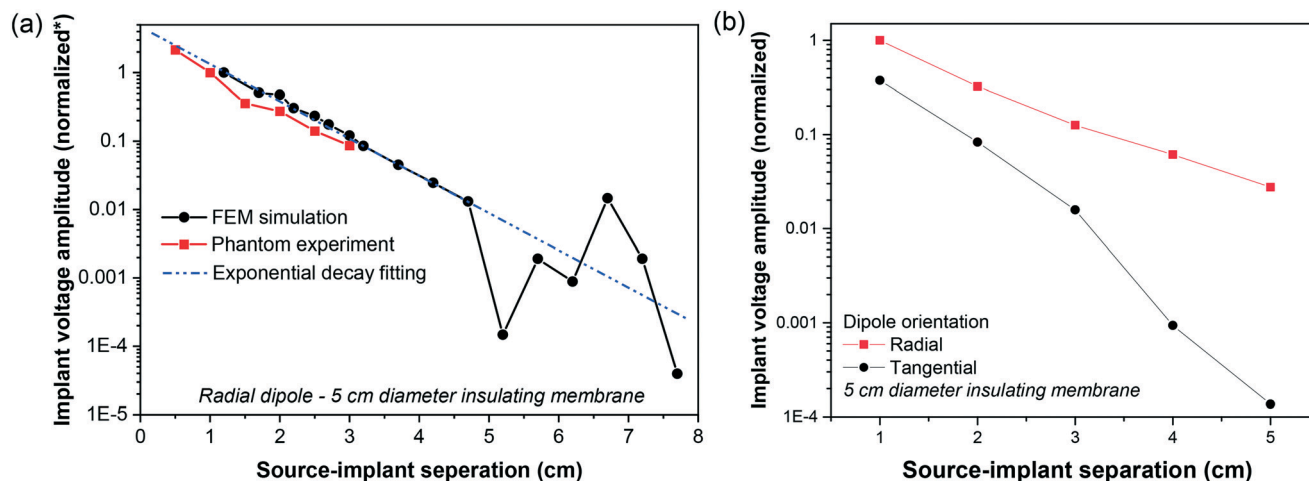 (a)
Implant voltage amplitude (normalized*)
1
0.1
0.01
0.001
1E-4
1E-5
FEM simulation
Phantom experiment
Exponential decay fitting
Radial dipole - 5 cm diameter insulating membrane
0 1 2 3 4 5 6 7 8
Source-implant seperation (cm)
(b)
Implant voltage amplitude (normalized)
1
0.1
0.01
0.001
1E-4
Dipole orientation
Radial
Tangential
5 cm diameter insulating membrane
1 2 3 4 5
Source-implant separation (cm)